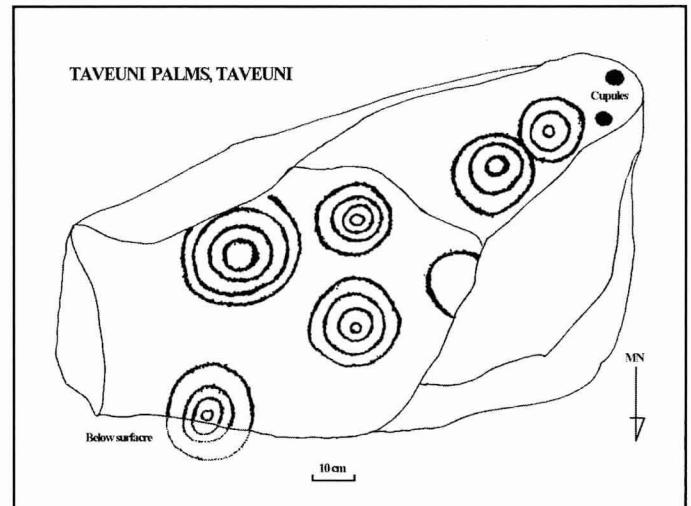 TAVEUNI PALMS, TAVEUNI
Cupules
MN
Below surfacre
10 cm